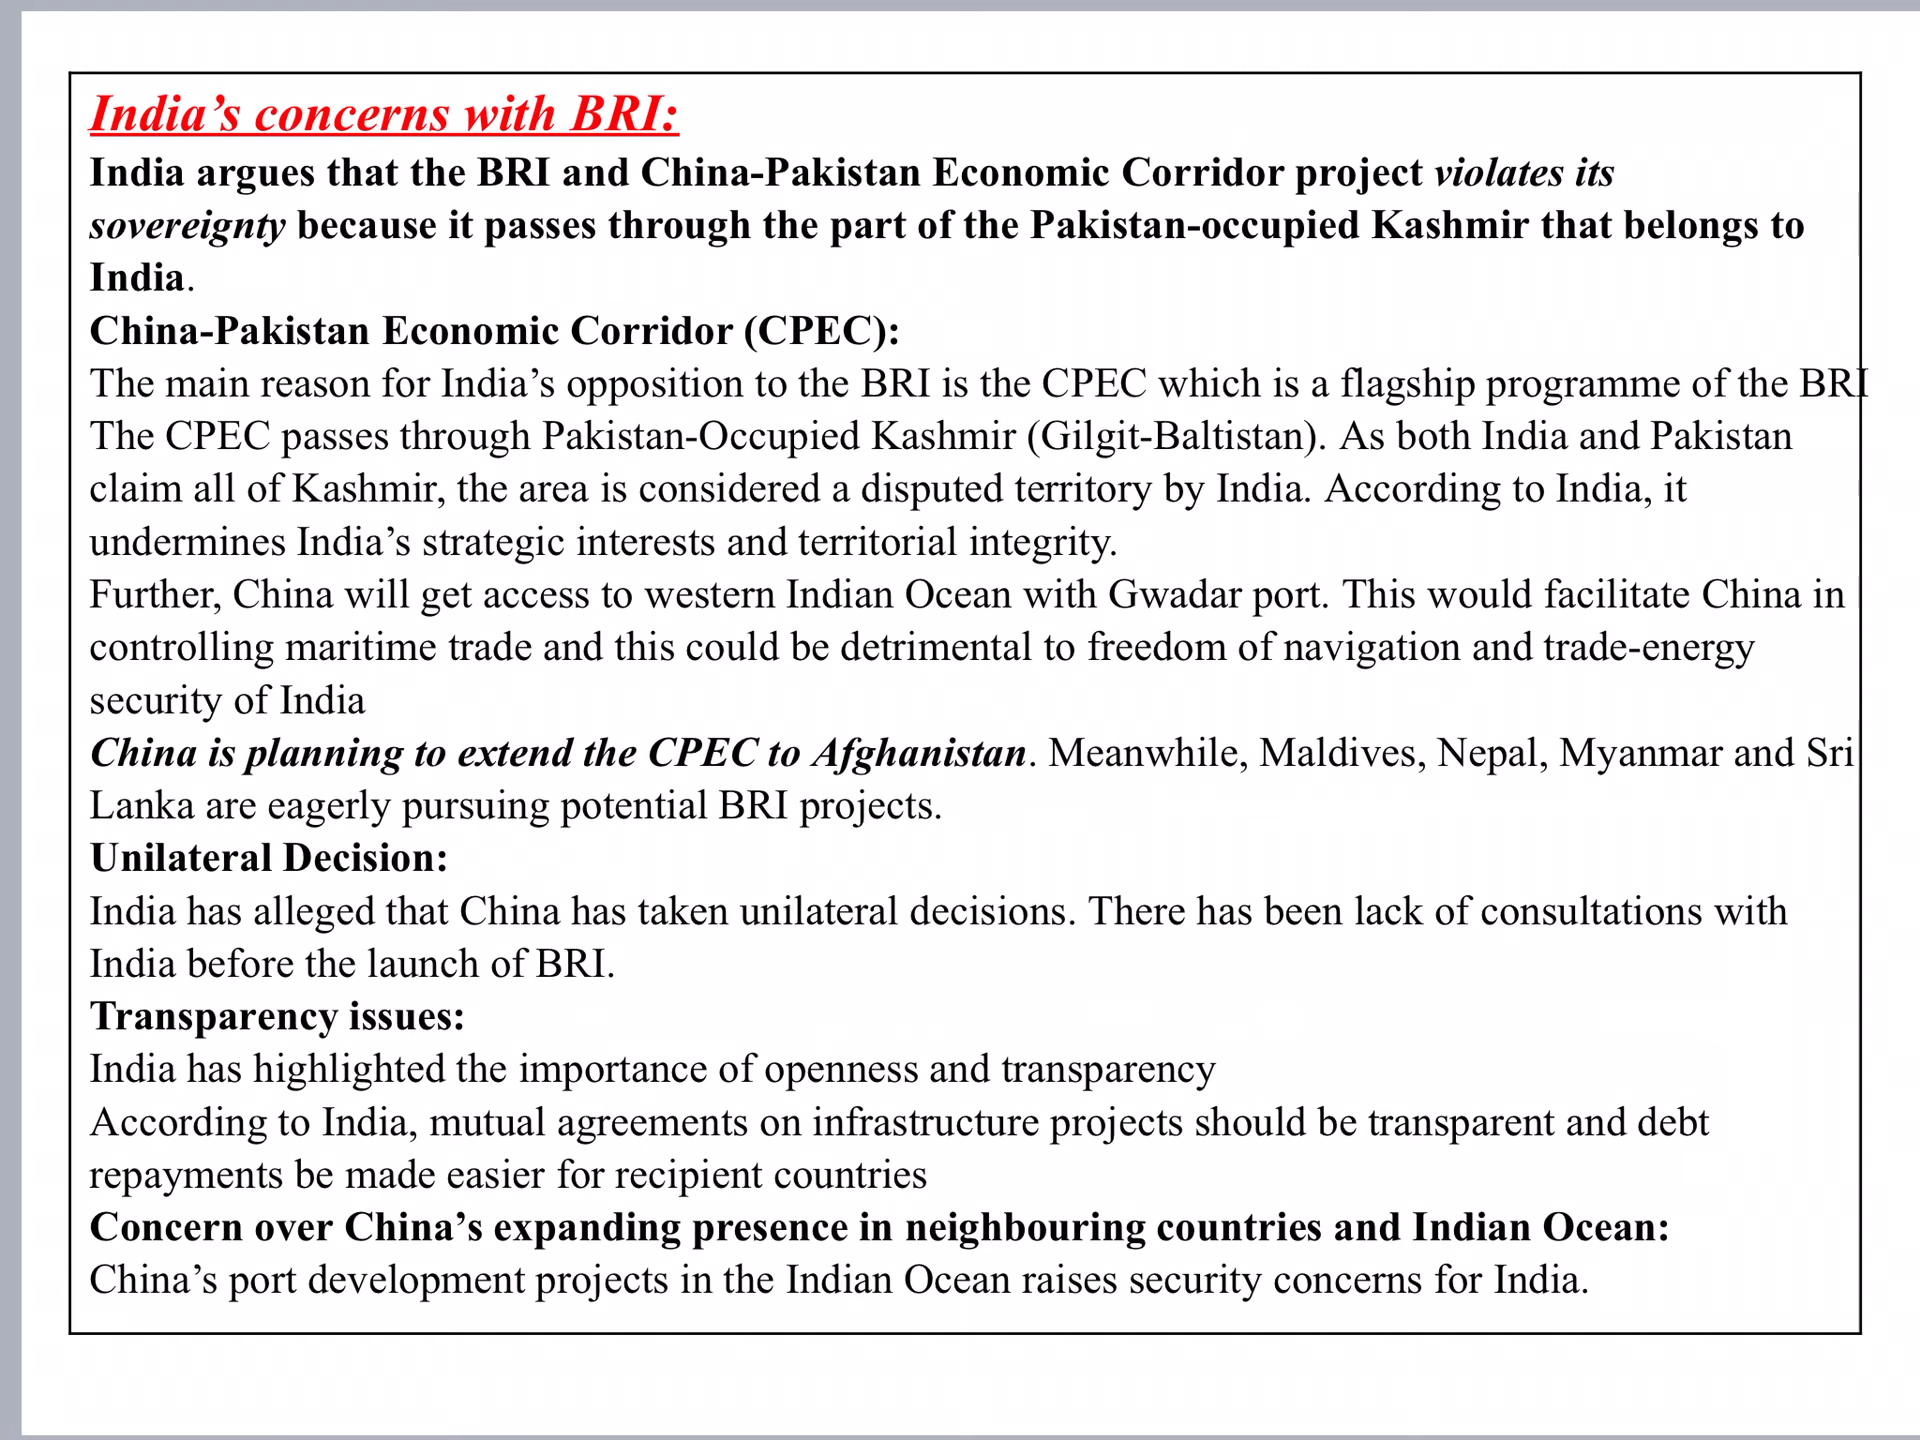 India’s concerns with BRI:
India argues that the BRI and China-Pakistan Economic Corridor project violates its
sovereignty because it passes through the part of the Pakistan-occupied Kashmir that belongs to
India.
China-Pakistan Economic Corridor (CPEC):
The main reason for India’s opposition to the BRI is the CPEC which is a flagship programme of the BRI
The CPEC passes through Pakistan-Occupied Kashmir (Gilgit-Baltistan). As both India and Pakistan
claim all of Kashmir, the area is considered a disputed territory by India. According to India, it
undermines India’s strategic interests and territorial integrity.
Further, China will get access to western Indian Ocean with Gwadar port. This would facilitate China in
controlling maritime trade and this could be detrimental to freedom of navigation and trade-energy
security of India
China is planning to extend the CPEC to Afghanistan. Meanwhile, Maldives, Nepal, Myanmar and Sri
Lanka are eagerly pursuing potential BRI projects.
Unilateral Decision:
India has alleged that China has taken unilateral decisions. There has been lack of consultations with
India before the launch of BRI.
Transparency issues:
India has highlighted the importance of openness and transparency
According to India, mutual agreements on infrastructure projects should be transparent and debt
repayments be made easier for recipient countries
Concern over China’s expanding presence in neighbouring countries and Indian Ocean:
China’s port development projects in the Indian Ocean raises security concerns for India.